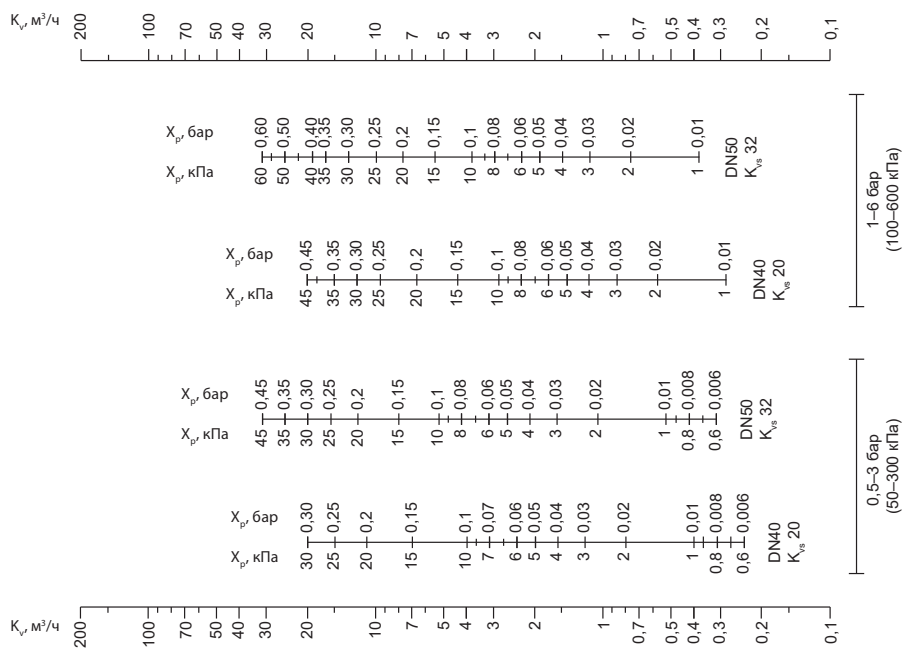 Kv, м³/ч 200 100 70 50 40 30 20 10 7 5 4 3 2 1 0,7 0,5 0,4 0,3 0,2 0,1
Xp, бар 0,60 0,50 0,40 0,35 0,30 0,25 0,2 0,15 0,1 0,08 0,06 0,05 0,04 0,03 0,02 0,01
Xp, кПа 60 50 40 35 30 25 20 15 10 8 6 5 4 3 2 1
DN50
Kvs 32
Xp, бар 0,45 0,35 0,30 0,25 0,2 0,15 0,1 0,08 0,06 0,05 0,04 0,03 0,02 0,01
Xp, кПа 45 35 30 25 20 15 10 8 6 5 4 3 2 1
DN40
Kvs 20
1–6 бар
(100–600 кПа)
Xp, бар 0,45 0,35 0,30 0,25 0,2 0,15 0,1 0,08 0,06 0,05 0,04 0,03 0,02 0,01 0,008 0,006
Xp, кПа 45 35 30 25 20 15 10 8 6 5 4 3 2 1 0,8 0,6
DN50
Kvs 32
Xp, бар 0,30 0,25 0,2 0,15 0,1 0,07 0,06 0,05 0,04 0,03 0,02 0,01 0,008 0,006
Xp, кПа 30 25 20 15 10 7 6 5 4 3 2 1 0,8 0,6
DN40
Kvs 20
0,5–3 бар
(50–300 кПа)
Kv, м³/ч 200 100 70 50 40 30 20 10 7 5 4 3 2 1 0,7 0,5 0,4 0,3 0,2 0,1